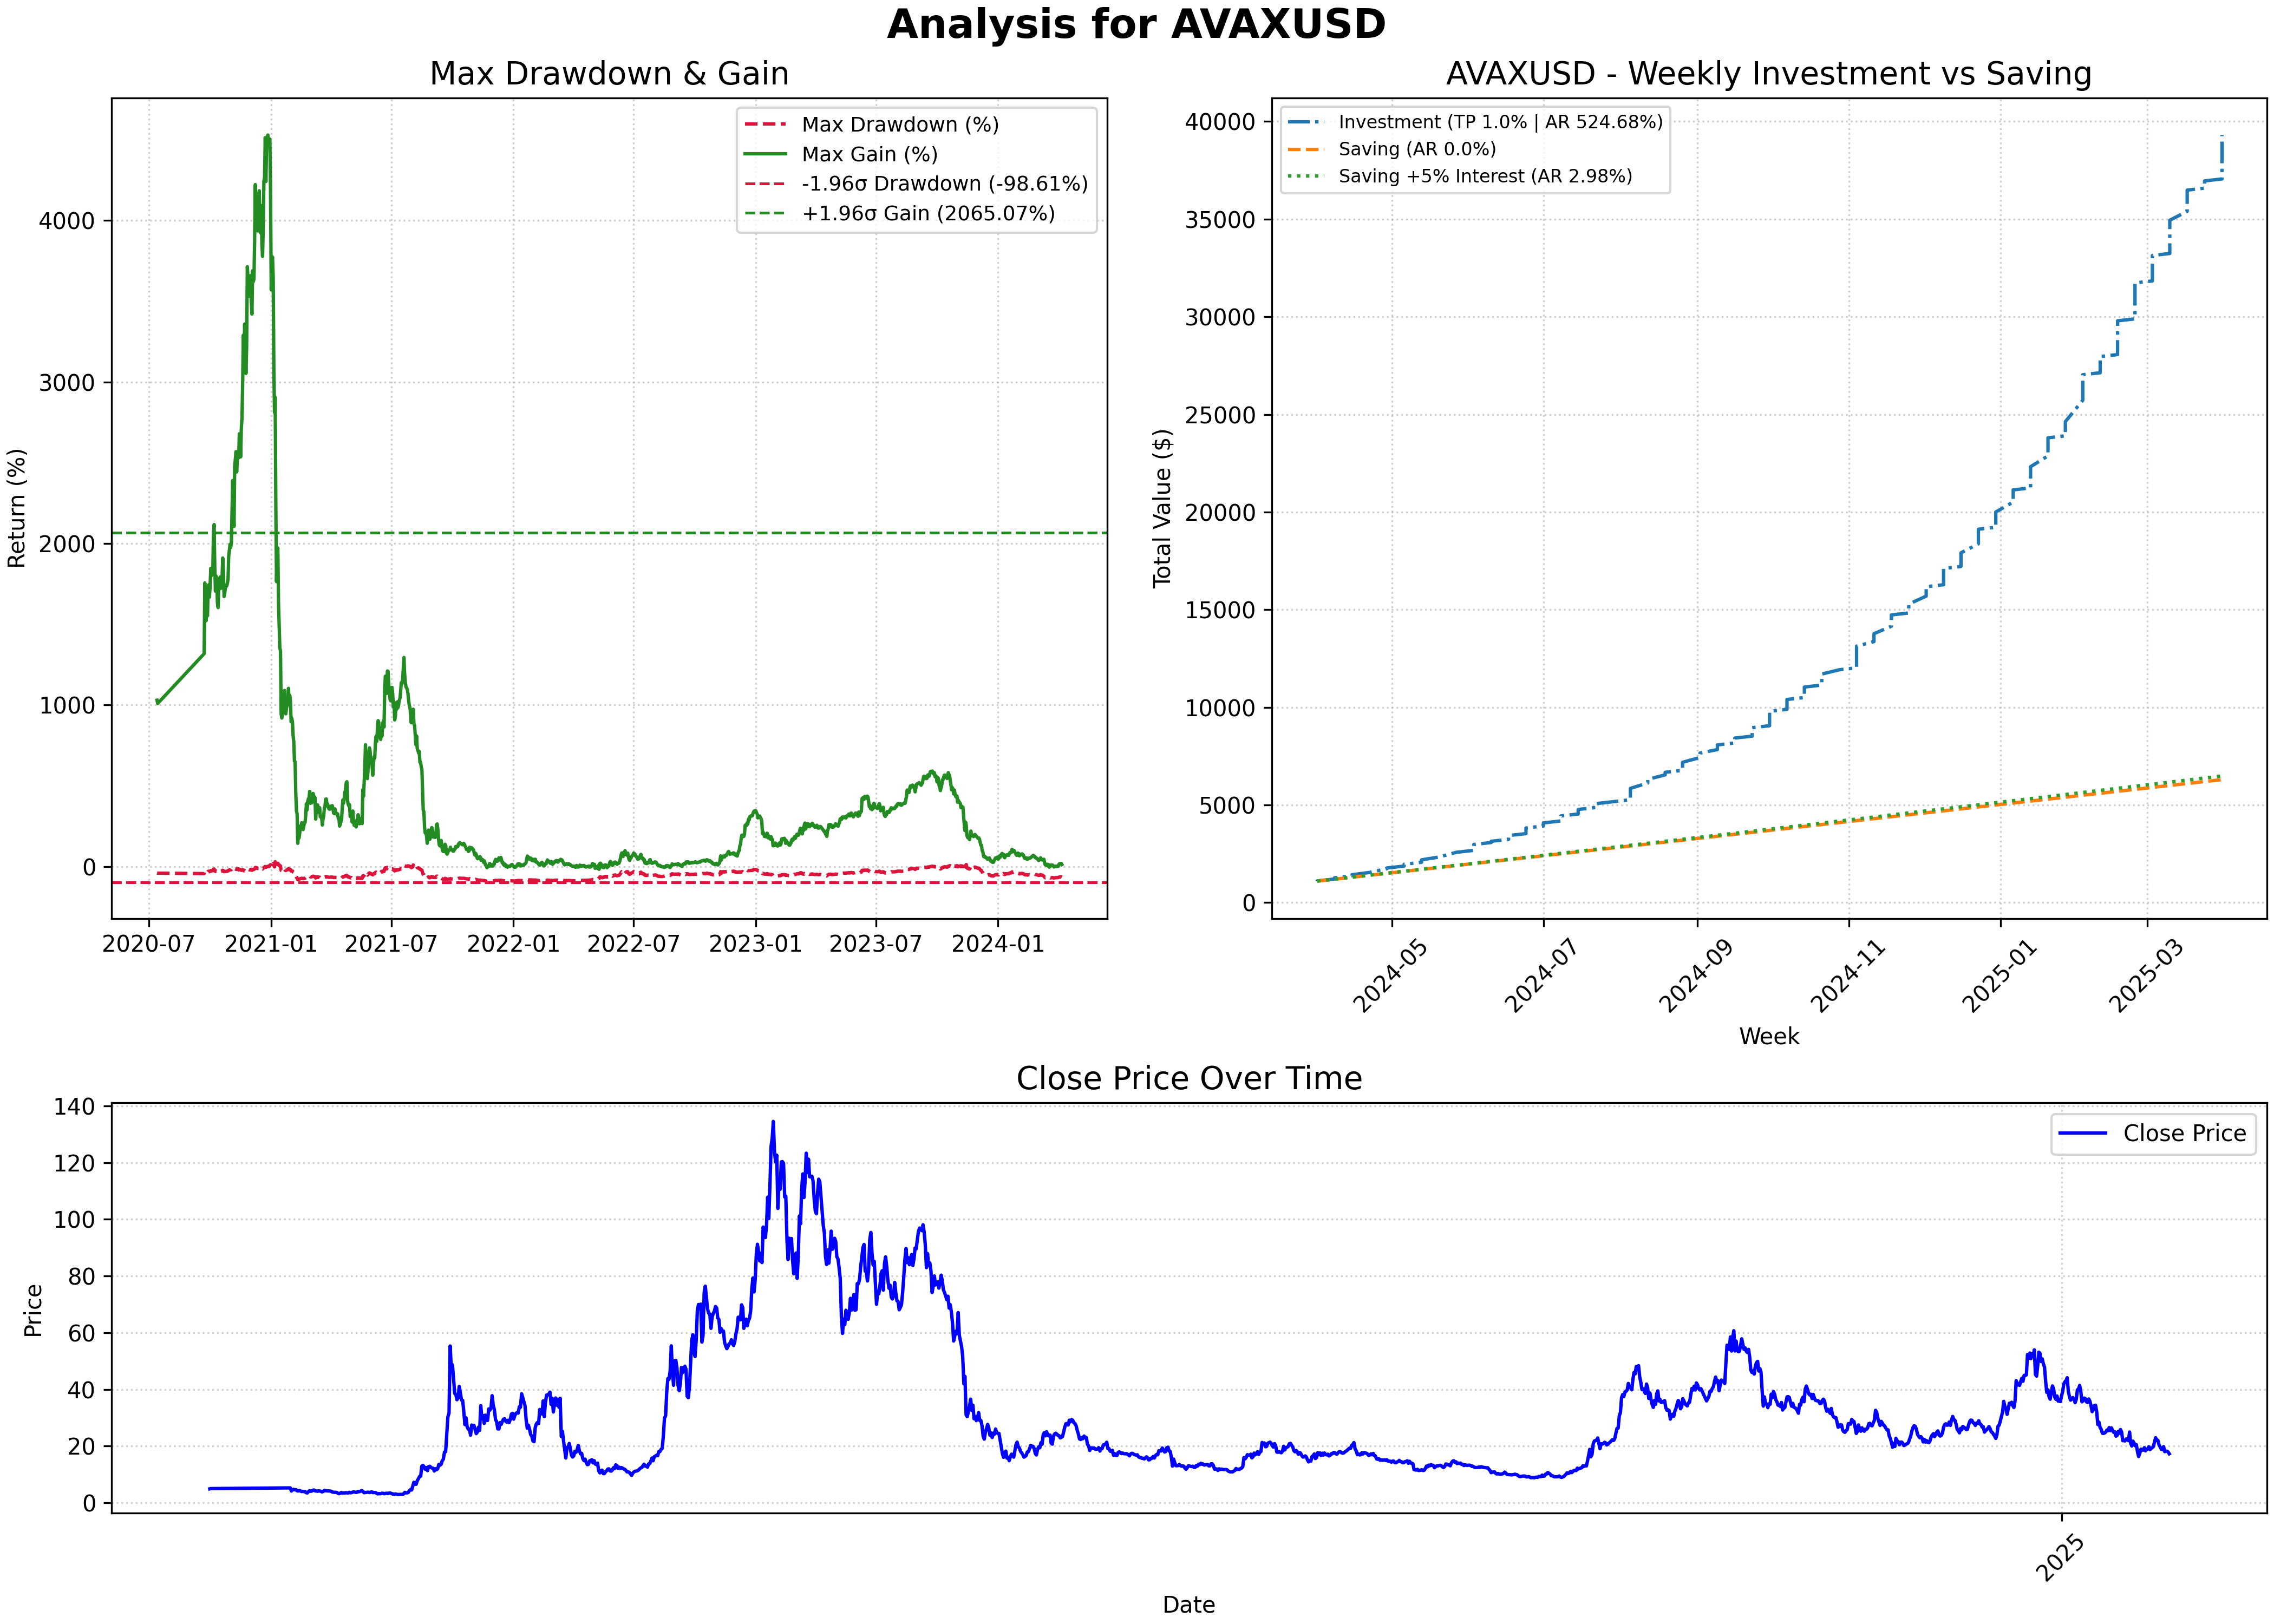 Analysis for AVAXUSD
Max Drawdown & Gain
Return (%)
4000
3000
2000
1000
0
Max Drawdown (%)
Max Gain (%)
-1.96σ Drawdown (-98.61%)
+1.96σ Gain (2065.07%)
2020-07
2021-01
2021-07
2022-01
2022-07
2023-01
2023-07
2024-01
AVAXUSD - Weekly Investment vs Saving
Total Value ($)
40000
35000
30000
25000
20000
15000
10000
5000
0
Investment (TP 1.0% | AR 524.68%)
Saving (AR 0.0%)
Saving +5% Interest (AR 2.98%)
2024-05
2024-07
2024-09
2024-11
2025-01
2025-03
Week
Close Price Over Time
Price
140
120
100
80
60
40
20
0
Close Price
2025
Date